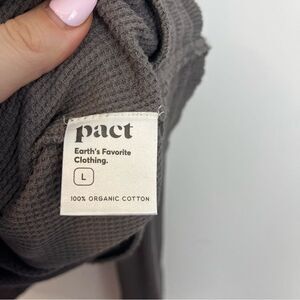 pact
Earth's Favorite
Clothing.
L
100% ORGANIC COTTON